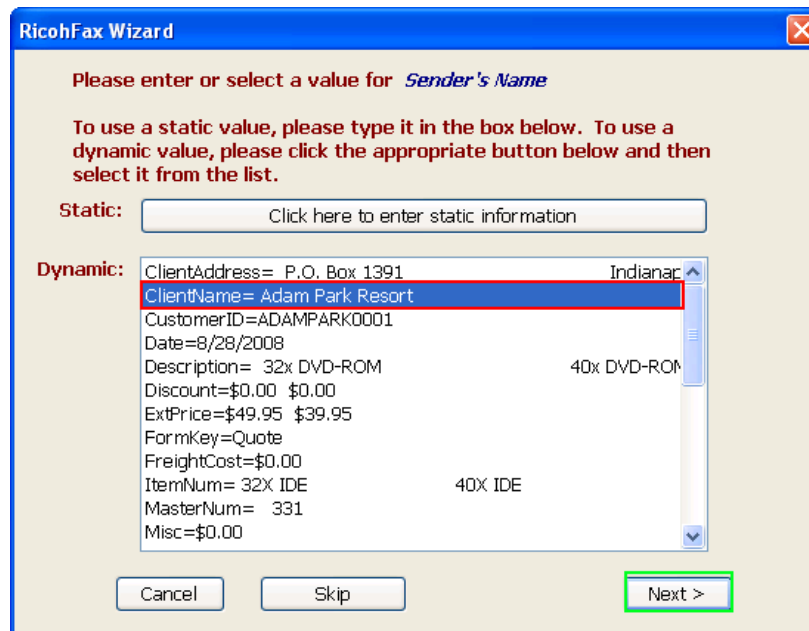 RicohFax Wizard
Please enter or select a value for Sender's Name
To use a static value, please type it in the box below. To use a
dynamic value, please click the appropriate button below and then
select it from the list.
Static: Click here to enter static information
Dynamic:
ClientAddress= P.O. Box 1391 Indianap
ClientName= Adam Park Resort
CustomerID=ADAMPARK0001
Date=8/28/2008
Description= 32x DVD-ROM 40x DVD-ROM
Discount=$0.00 $0.00
ExtPrice=$49.95 $39.95
FormKey=Quote
FreightCost=$0.00
ItemNum= 32X IDE 40X IDE
MasterNum= 331
Misc=$0.00
Cancel Skip Next >